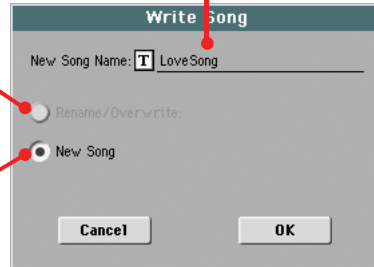 Write Song
New Song Name: T LoveSong
Rename/Overwrite:
New Song
Cancel OK